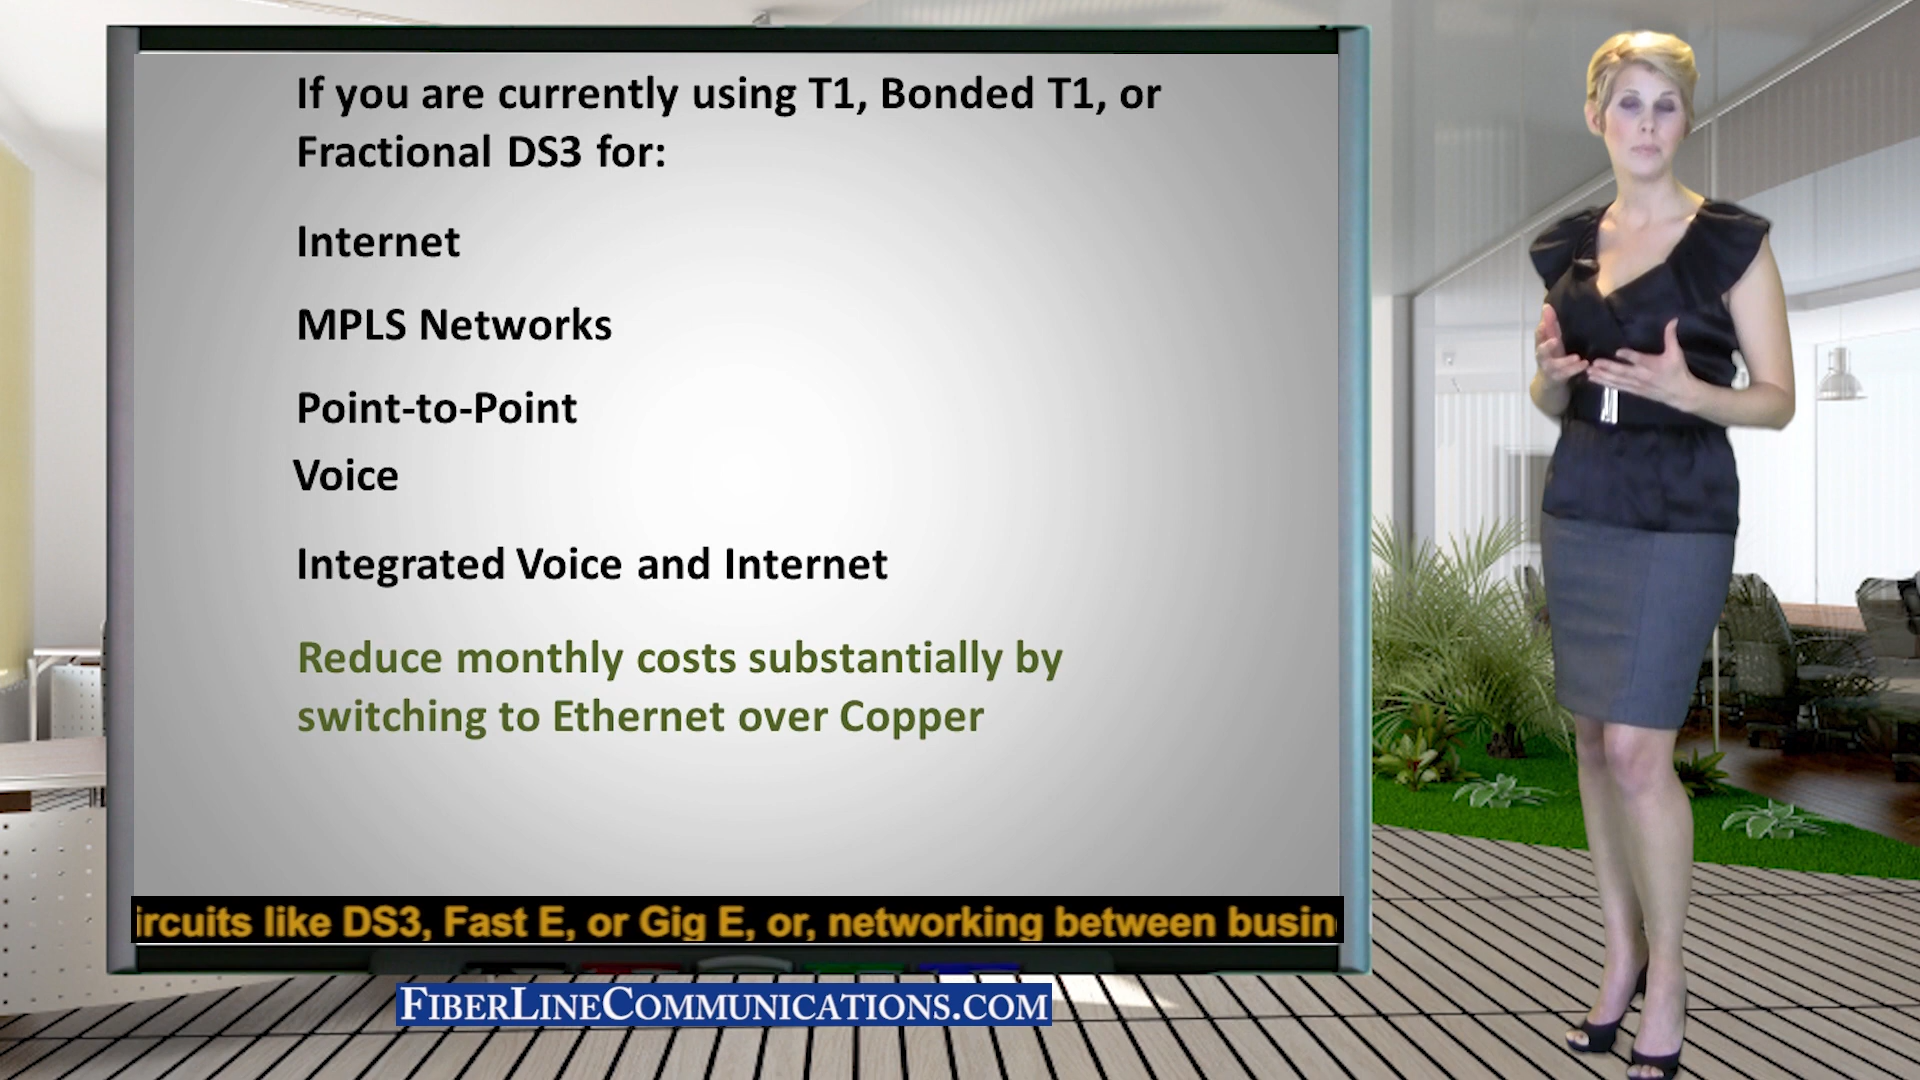 If you are currently using T1, Bonded T1, or
Fractional DS3 for:
Internet
MPLS Networks
Point-to-Point
Voice
Integrated Voice and Internet
Reduce monthly costs substantially by
switching to Ethernet over Copper
like DS3, Fast E, or Gig E, or, networking between
FIBERLINECOMMUNICATIONS.COM